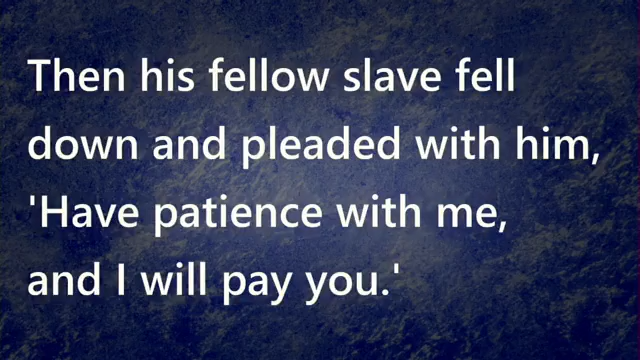 Then his fellow slave fell
down and pleaded with him,
'Have patience with me,
and I will pay you.'